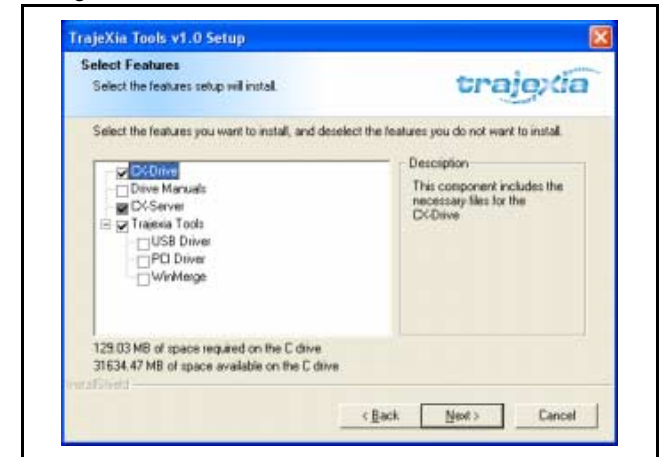 TrajeXia Tools v1.0 Setup
Select Features
Select the features setup will install.
trajexia
Select the features you want to install, and deselect the features you do not want to install.
CX-Drive
Drive Manuals
CX-Server
Trajexia Tools
USB Driver
PCI Driver
WinMerge
Description
This component includes the
necessary files for the
CX-Drive
129.03 MB of space required on the C drive
31634.47 MB of space available on the C drive
InstallShield
< Back
Next >
Cancel